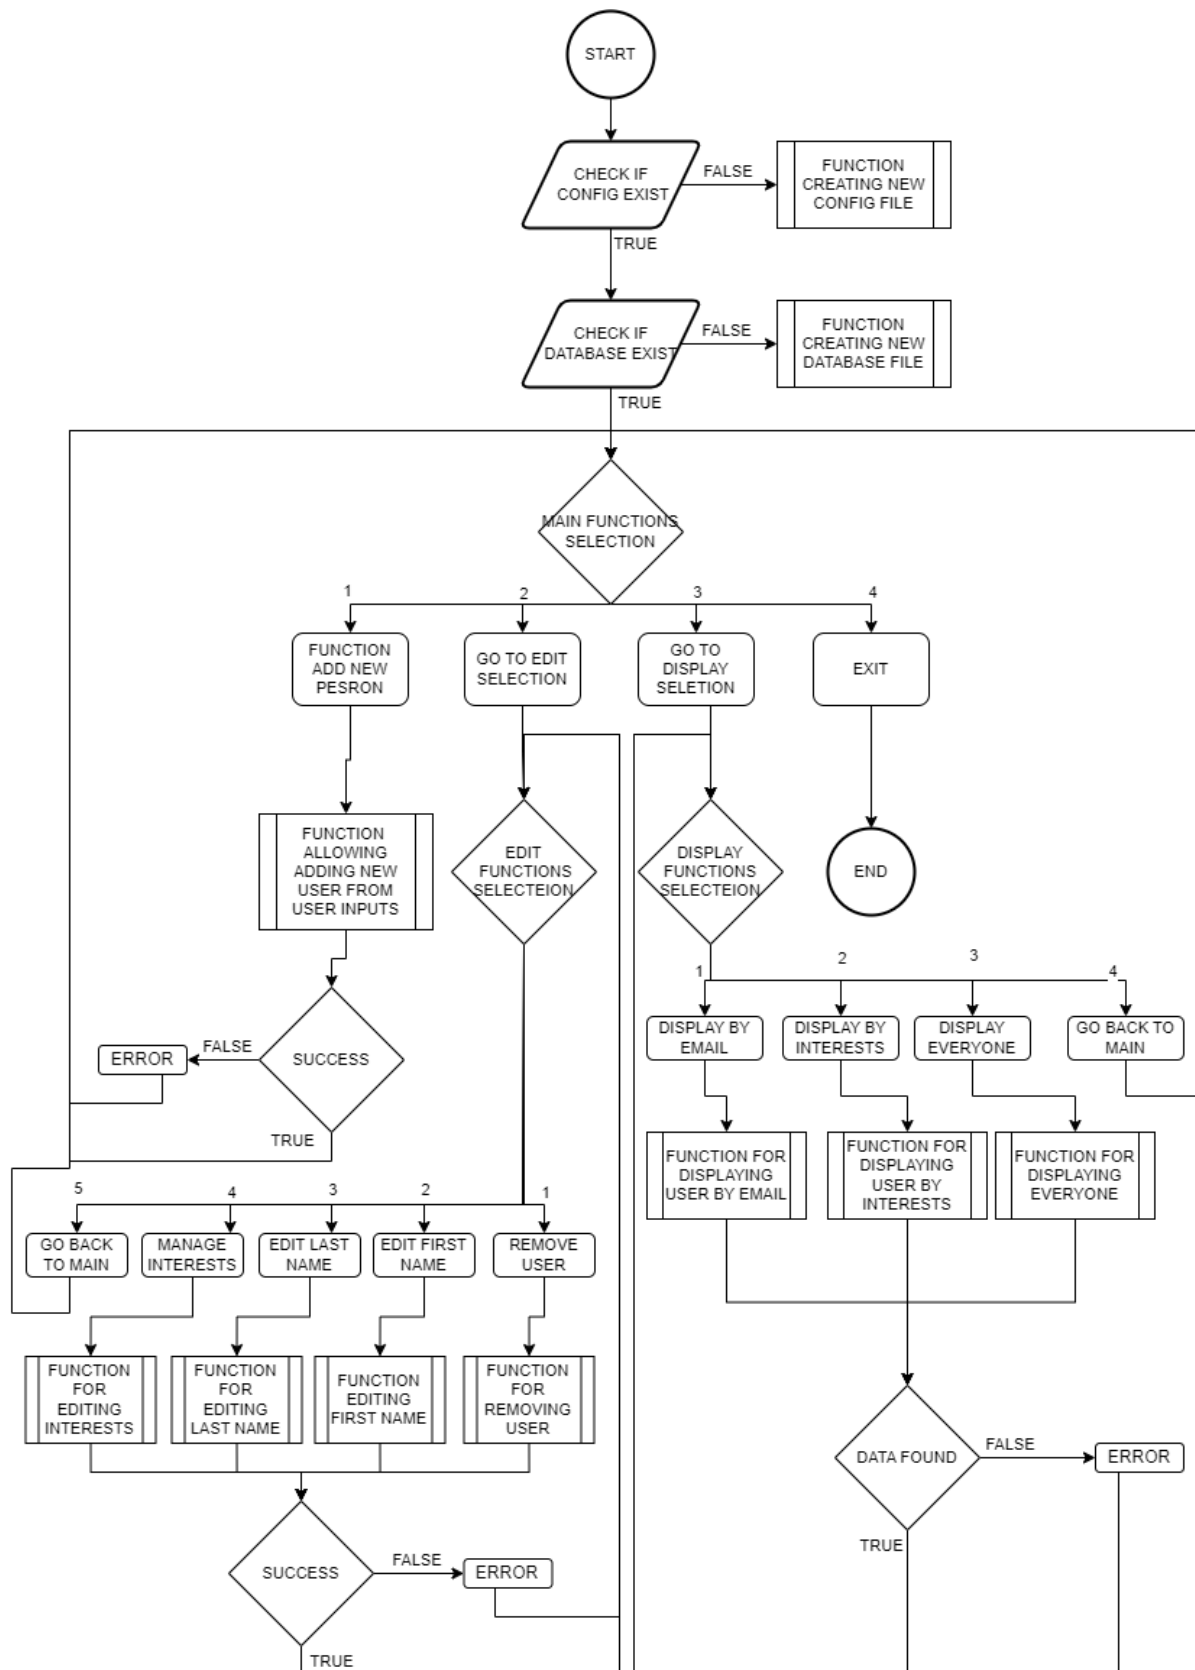 START
CHECK IF
CONFIG EXIST
FALSE
FUNCTION
CREATING NEW
CONFIG FILE
TRUE
CHECK IF
DATABASE EXIST
FALSE
FUNCTION
CREATING NEW
DATABASE FILE
TRUE
MAIN FUNCTIONS
SELECTION
1
2
3
4
FUNCTION
ADD NEW
PESRON
GO TO EDIT
SELECTION
GO TO
DISPLAY
SELETION
EXIT
FUNCTION
ALLOWING
ADDING NEW
USER FROM
USER INPUTS
EDIT
FUNCTIONS
SELECTEION
DISPLAY
FUNCTIONS
SELECTEION
END
1
2
3
4
DISPLAY BY
EMAIL
DISPLAY BY
INTERESTS
DISPLAY
EVERYONE
GO BACK TO
MAIN
SUCCESS
FALSE
ERROR
TRUE
FUNCTION FOR
DISPLAYING
USER BY EMAIL
FUNCTION FOR
DISPLAYING
USER BY
INTERESTS
FUNCTION FOR
DISPLAYING
EVERYONE
5
4
3
2
1
GO BACK
TO MAIN
MANAGE
INTERESTS
EDIT LAST
NAME
EDIT FIRST
NAME
REMOVE
USER
FUNCTION
FOR
EDITING
INTERESTS
FUNCTION
FOR
EDITING
LAST NAME
FUNCTION
EDITING
FIRST NAME
FUNCTION
FOR
REMOVING
USER
DATA FOUND
FALSE
ERROR
TRUE
SUCCESS
FALSE
ERROR
TRUE